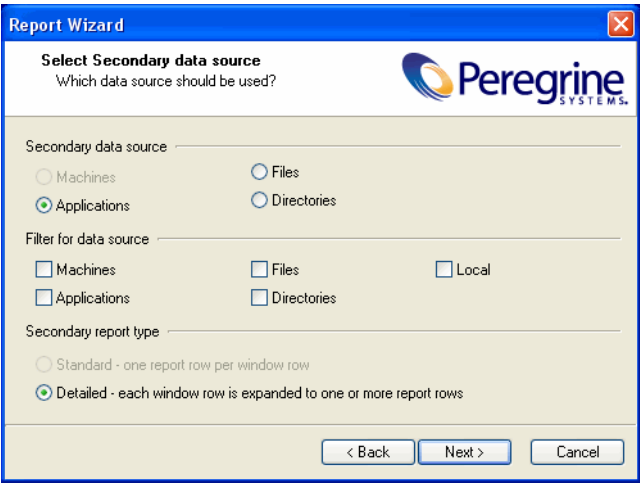 Report Wizard
Select Secondary data source
Which data source should be used?
Peregrine
SYSTEMS.
Secondary data source
Machines
Files
Applications
Directories
Filter for data source
Machines
Files
Local
Applications
Directories
Secondary report type
Standard - one report row per window row
Detailed - each window row is expanded to one or more report rows
< Back
Next >
Cancel